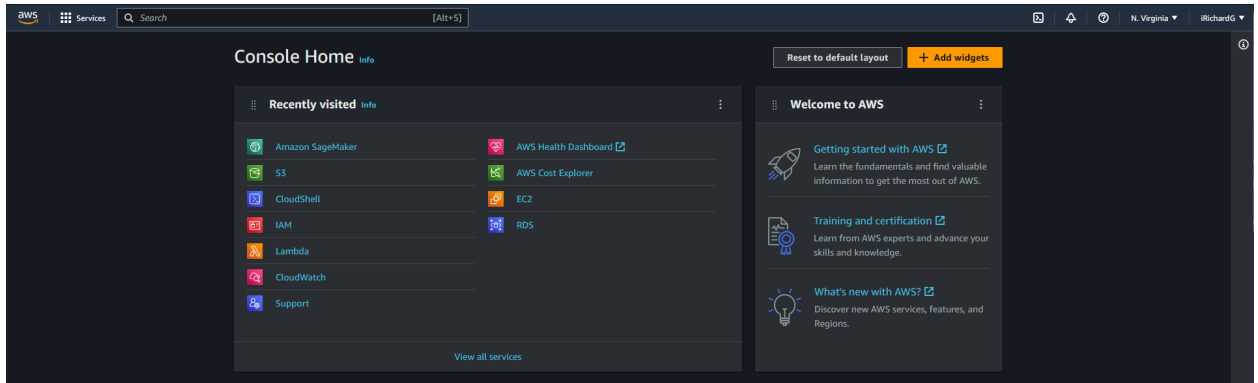 aws Services Search [Alt+S] N. Virginia ▼ iRichardG ▼
Console Home Info
Reset to default layout + Add widgets
Recently visited Info
Amazon SageMaker
S3
CloudShell
IAM
Lambda
CloudWatch
Support
AWS Health Dashboard
AWS Cost Explorer
EC2
RDS
View all services
Welcome to AWS
Getting started with AWS
Learn the fundamentals and find valuable
information to get the most out of AWS.
Training and certification
Learn from AWS experts and advance your
skills and knowledge.
What's new with AWS?
Discover new AWS services, features, and
Regions.